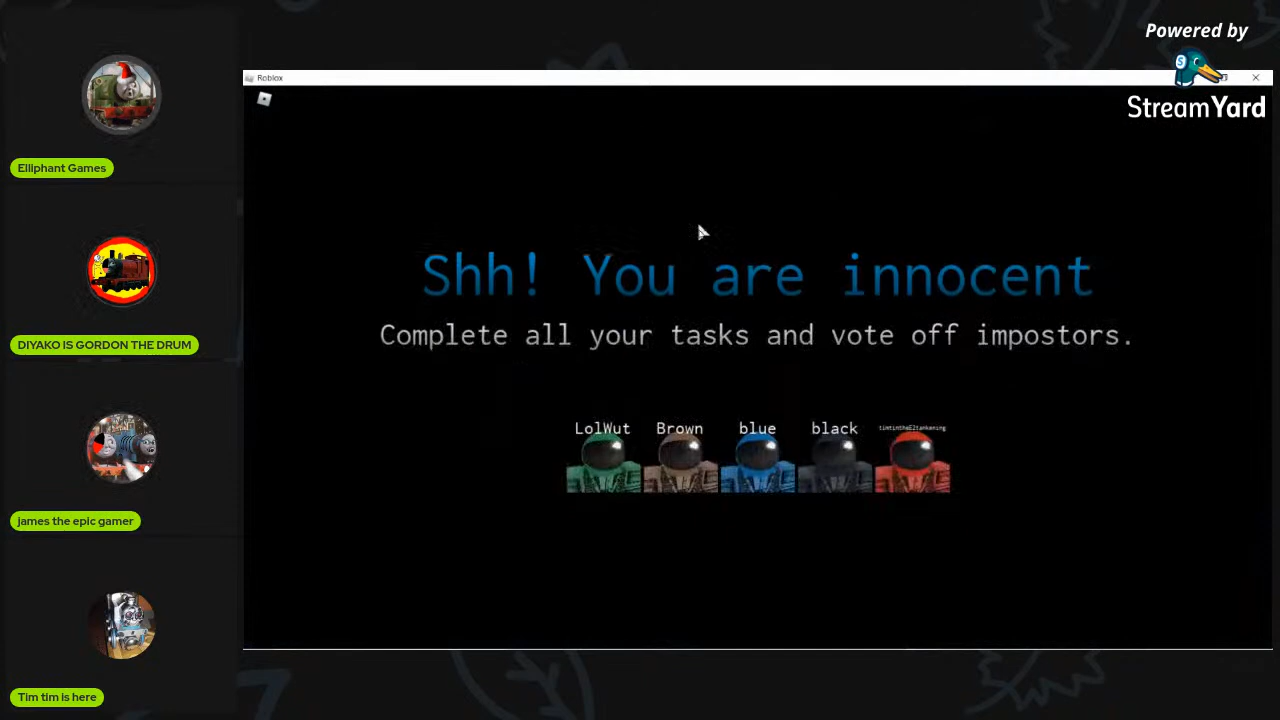 Powered by
StreamYard
Roblox
Elliphant Games
DIYAKO IS GORDON THE DRUM
james the epic gamer
Tim tim is here
Shh! You are innocent
Complete all your tasks and vote off impostors.
LolWut Brown blue black